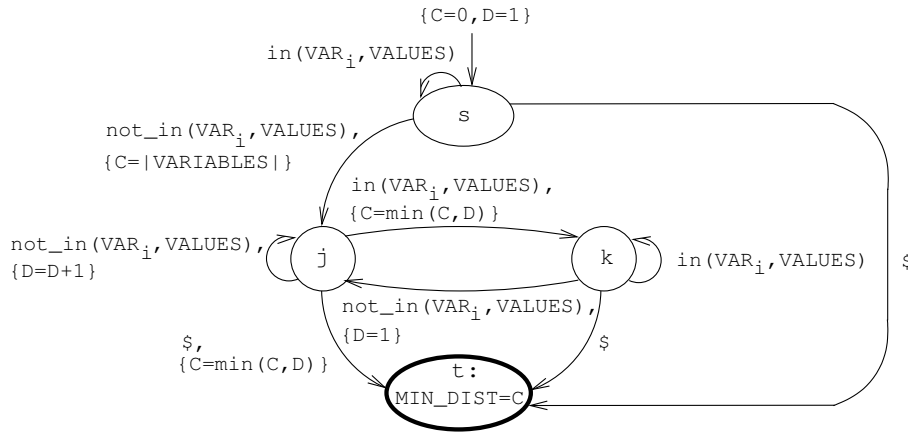 {C=0,D=1}
in(VAR_i,VALUES)
s
not_in(VAR_i,VALUES),
{C=|VARIABLES|}
in(VAR_i,VALUES),
{C=min(C,D)}
not_in(VAR_i,VALUES),
{D=D+1}
j
k
in(VAR_i,VALUES)
$
not_in(VAR_i,VALUES),
{D=1}
$,
{C=min(C,D)}
$
t:
MIN_DIST=C